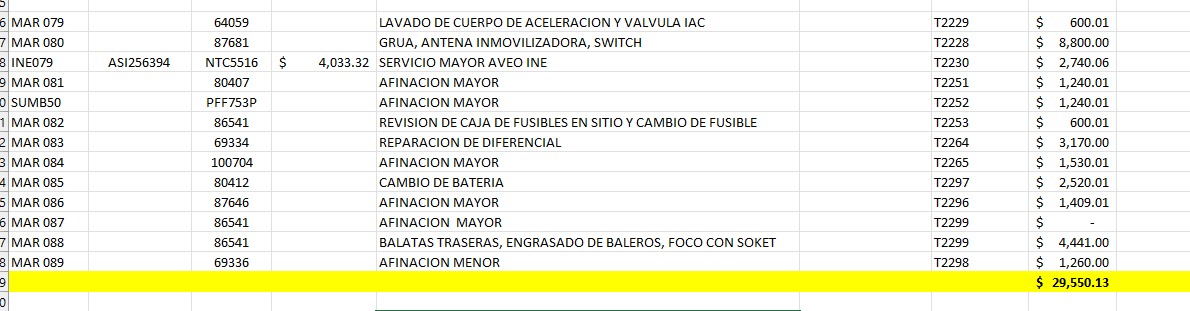 5
6 MAR 079 64059 LAVADO DE CUERPO DE ACELERACION Y VALVULA IAC T2229 $ 600.01
7 MAR 080 87681 GRUA, ANTENA INMOVILIZADORA, SWITCH T2228 $ 8,800.00
8 INE079 ASI256394 NTC5516 $ 4,033.32 SERVICIO MAYOR AVEO INE T2230 $ 2,740.06
9 MAR 081 80407 AFINACION MAYOR T2251 $ 1,240.01
0 SUMB50 PFF753P AFINACION MAYOR T2252 $ 1,240.01
1 MAR 082 86541 REVISION DE CAJA DE FUSIBLES EN SITIO Y CAMBIO DE FUSIBLE T2253 $ 600.01
2 MAR 083 69334 REPARACION DE DIFERENCIAL T2264 $ 3,170.00
3 MAR 084 100704 AFINACION MAYOR T2265 $ 1,530.01
4 MAR 085 80412 CAMBIO DE BATERIA T2297 $ 2,520.01
5 MAR 086 87646 AFINACION MAYOR T2296 $ 1,409.01
6 MAR 087 86541 AFINACION  MAYOR T2299 $ -
7 MAR 088 86541 BALATAS TRASERAS, ENGRASADO DE BALEROS, FOCO CON SOKET T2299 $ 4,441.00
8 MAR 089 69336 AFINACION MENOR T2298 $ 1,260.00
9 $ 29,550.13
0